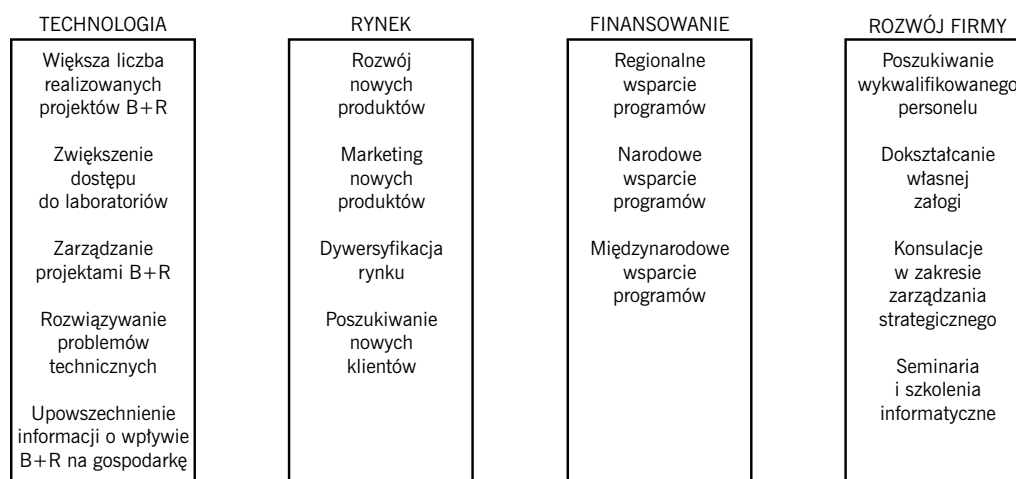 TECHNOLOGIA
Większa liczba
realizowanych
projektów B+R
Zwiększenie
dostępu
do laboratoriów
Zarządzanie
projektami B+R
Rozwiązywanie
problemów
technicznych
Upowszechnienie
informacji o wpływie
B+R na gospodarkę
RYNEK
Rozwój
nowych
produktów
Marketing
nowych
produktów
Dywersyfikacja
rynku
Poszukiwanie
nowych
klientów
FINANSOWANIE
Regionalne
wsparcie
programów
Narodowe
wsparcie
programów
Międzynarodowe
wsparcie
programów
ROZWÓJ FIRMY
Poszukiwanie
wykwalifikowanego
personelu
Dokształcanie
własnej
załogi
Konsulacje
w zakresie
zarządzania
strategicznego
Seminaria
i szkolenia
informatyczne